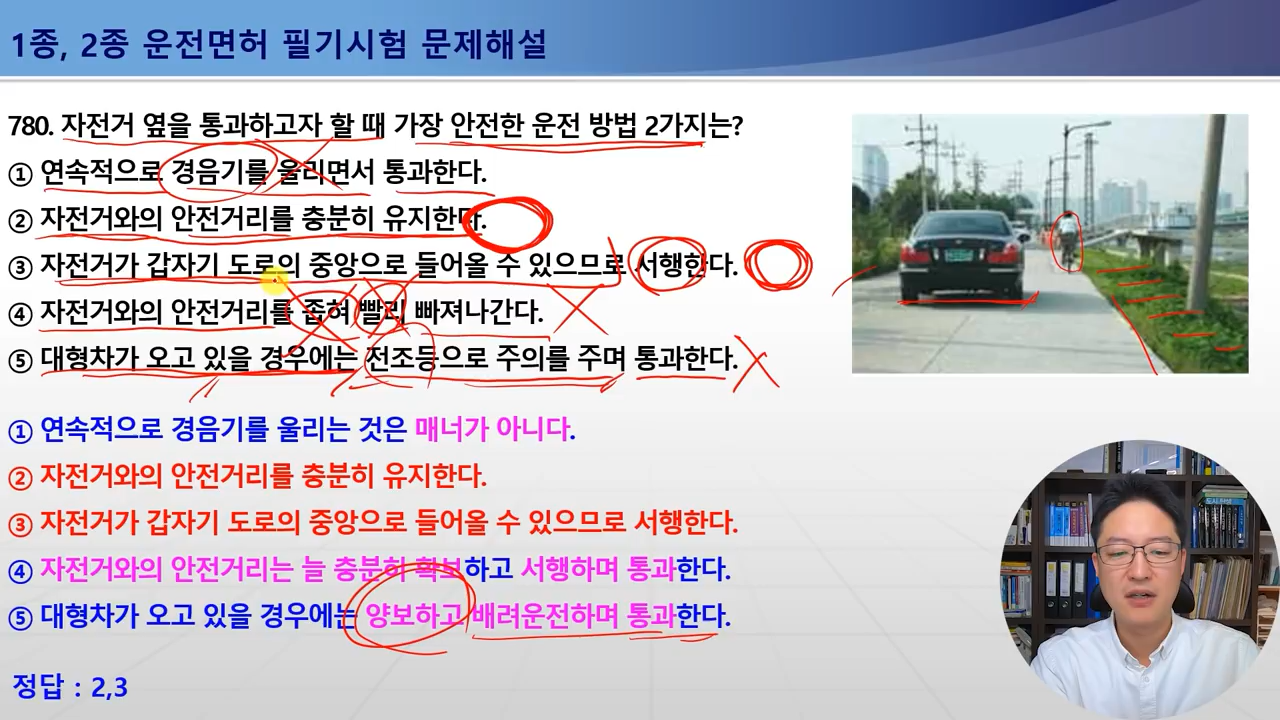 1종, 2종 운전면허 필기시험 문제해설
780. 자전거 옆을 통과하고자 할 때 가장 안전한 운전 방법 2가지는?
① 연속적으로 경음기를 울리면서 통과한다.
② 자전거와의 안전거리를 충분히 유지한다.
③ 자전거가 갑자기 도로의 중앙으로 들어올 수 있으므로 서행한다.
④ 자전거와의 안전거리를 좁혀 빨리 빠져나간다.
⑤ 대형차가 오고 있을 경우에는 전조등으로 주의를 주며 통과한다.
① 연속적으로 경음기를 울리는 것은 매너가 아니다.
② 자전거와의 안전거리를 충분히 유지한다.
③ 자전거가 갑자기 도로의 중앙으로 들어올 수 있으므로 서행한다.
④ 자전거와의 안전거리는 늘 충분히 확보하고 서행하며 통과한다.
⑤ 대형차가 오고 있을 경우에는 양보하고 배려운전하며 통과한다.
정답 : 2,3